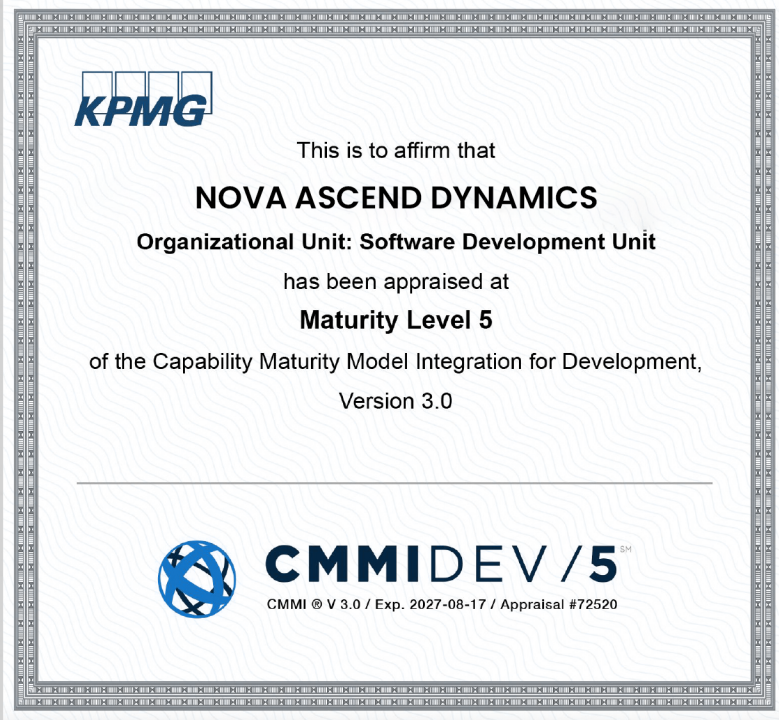 KPMG
This is to affirm that
NOVA ASCEND DYNAMICS
Organizational Unit: Software Development Unit
has been appraised at
Maturity Level 5
of the Capability Maturity Model Integration for Development,
Version 3.0
CMMIDEV/5 SM
CMMI ® V 3.0 / Exp. 2027-08-17 / Appraisal #72520